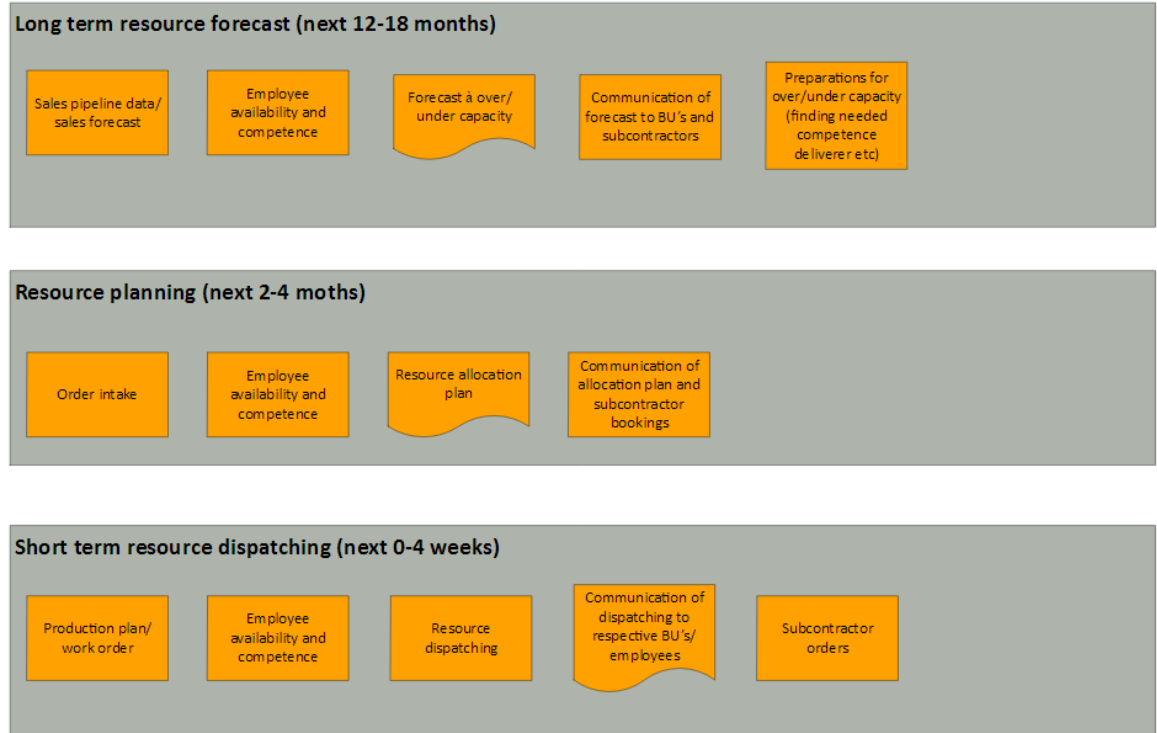 Long term resource forecast (next 12-18 months)
Sales pipeline data/
sales forecast
Employee
availability and
competence
Forecast à over/
under capacity
Communication of
forecast to BU's and
subcontractors
Preparations for
over/under capacity
(finding needed
competence
deliverer etc)
Resource planning (next 2-4 moths)
Order intake
Employee
availability and
competence
Resource allocation
plan
Communication of
allocation plan and
subcontractor
bookings
Short term resource dispatching (next 0-4 weeks)
Production plan/
work order
Employee
availability and
competence
Resource
dispatching
Communication of
dispatching to
respective BU's/
employees
Subcontractor
orders